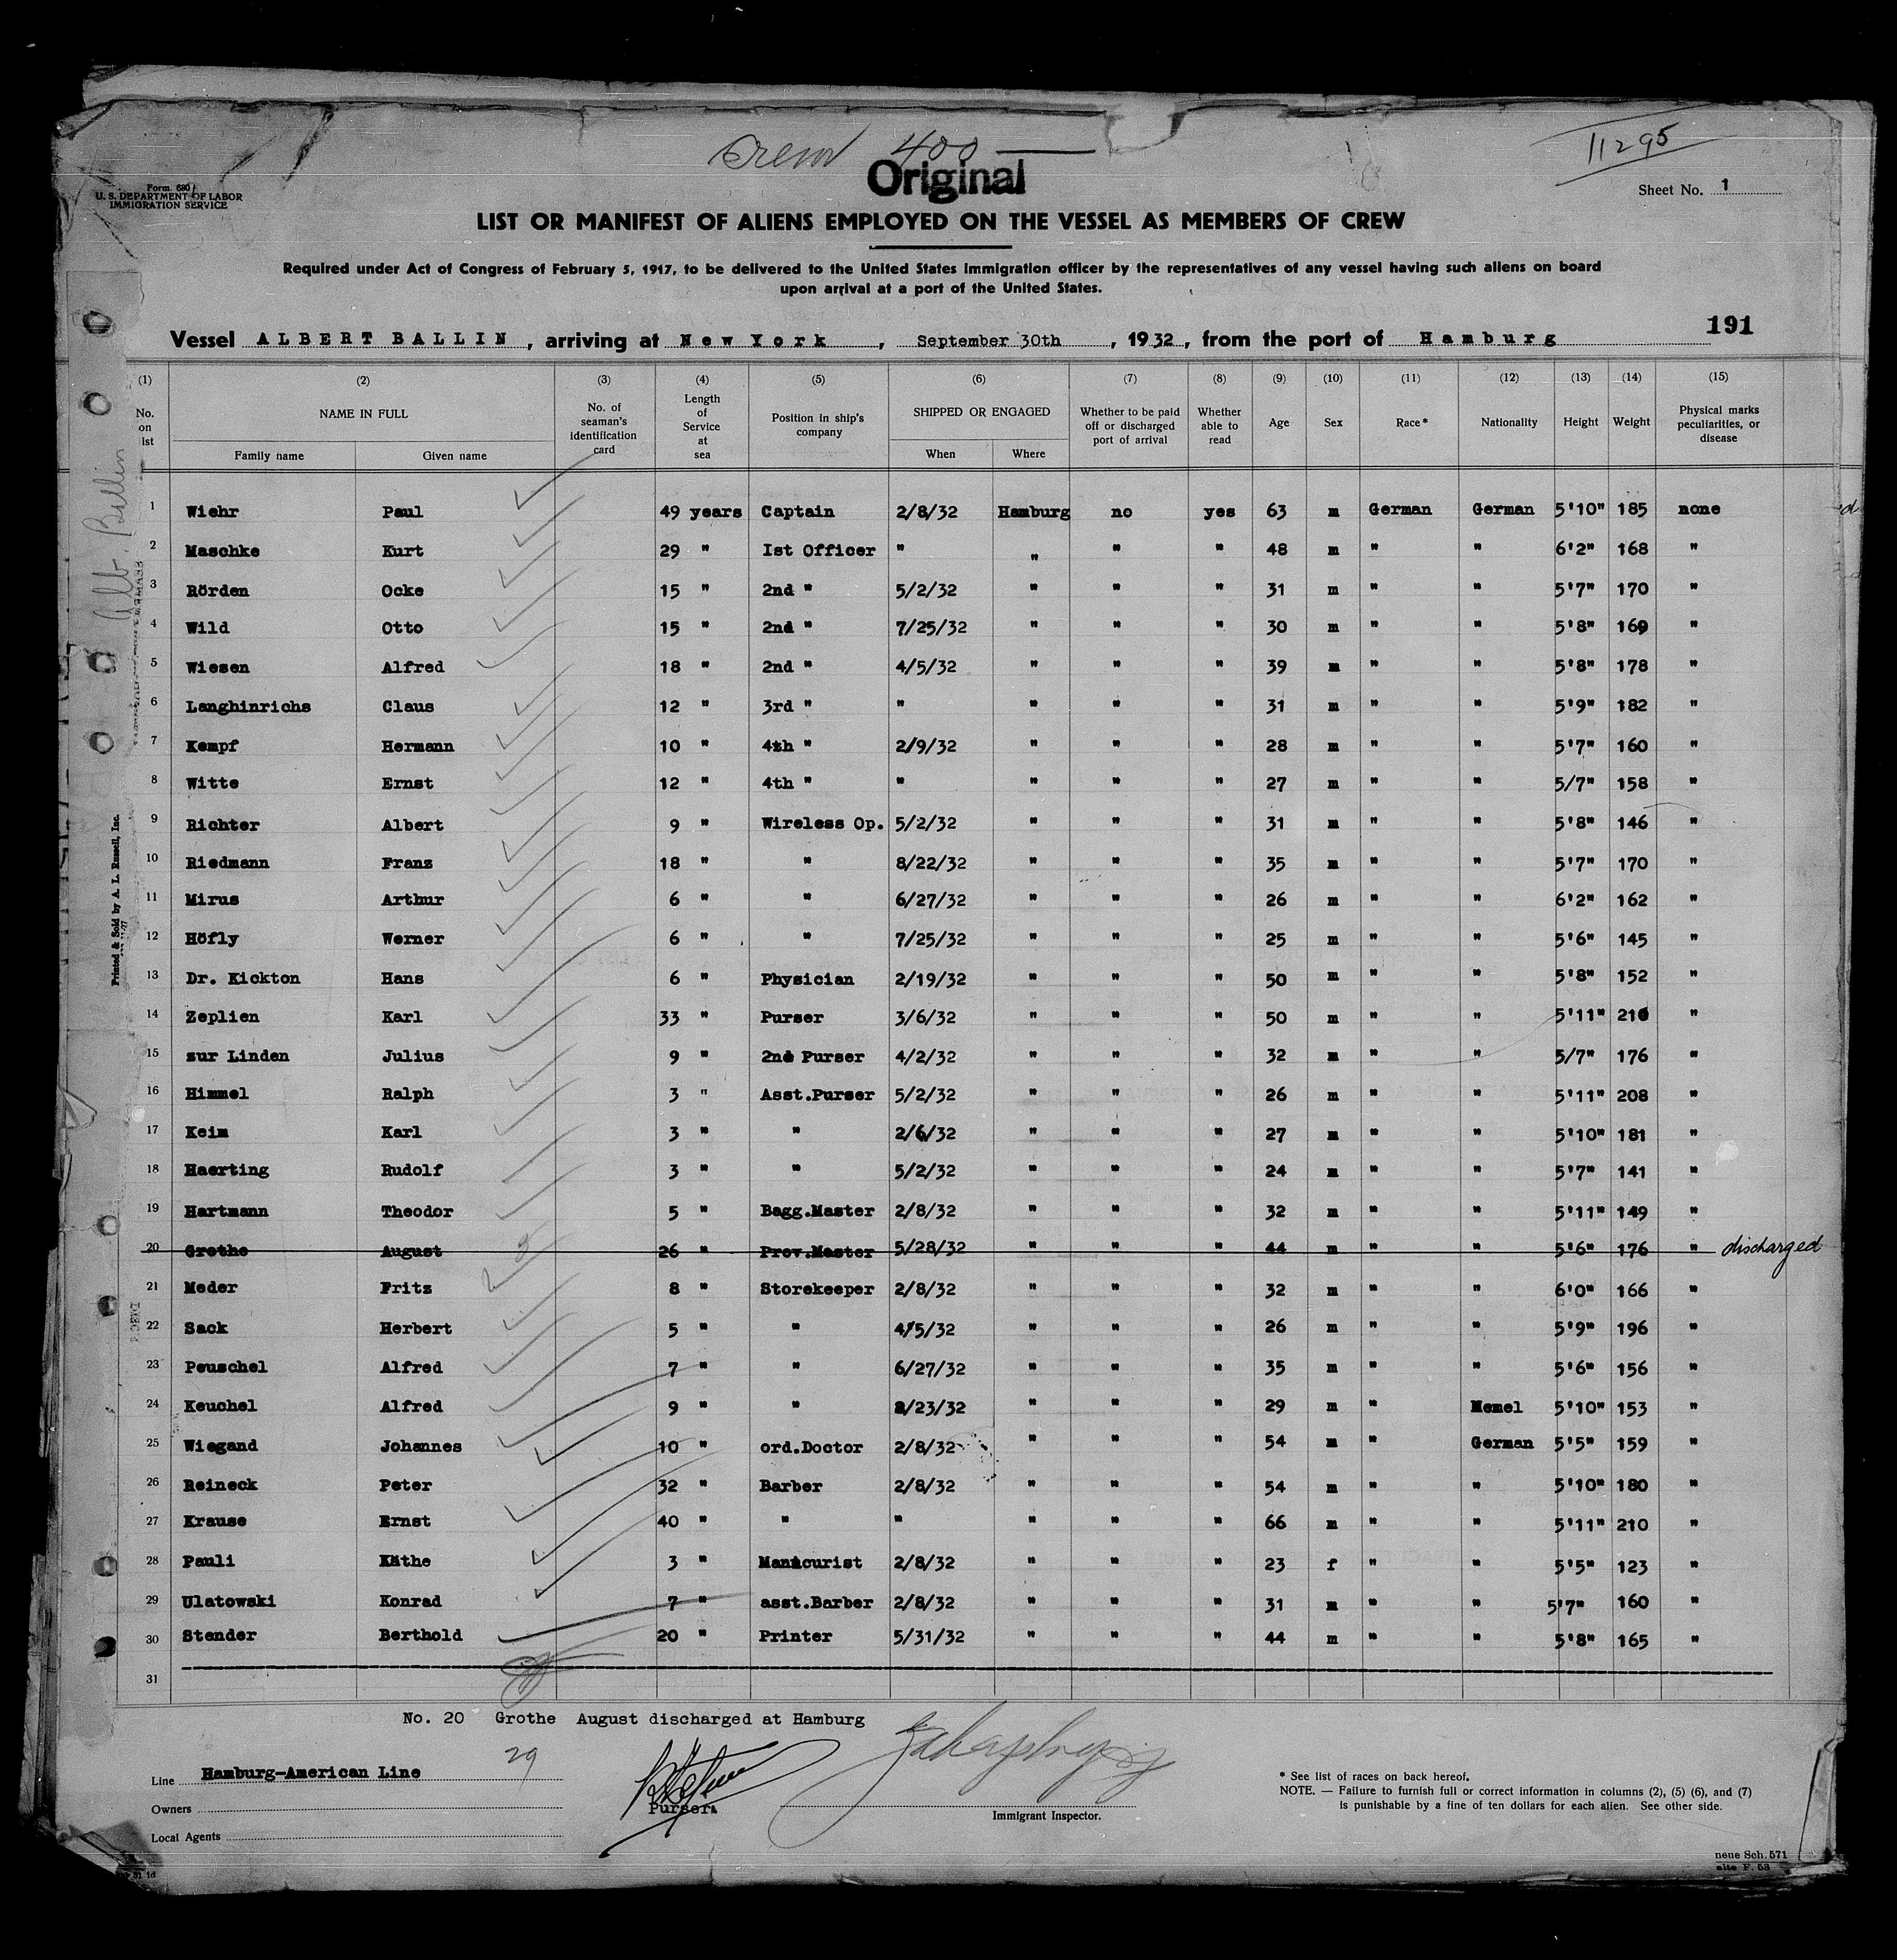 Crew 400 —
11295
Original
Form 680
U. S. DEPARTMENT OF LABOR
IMMIGRATION SERVICE
Sheet No. 1
LIST OR MANIFEST OF ALIENS EMPLOYED ON THE VESSEL AS MEMBERS OF CREW
Required under Act of Congress of February 5, 1917, to be delivered to the United States Immigration officer by the representatives of any vessel having such aliens on board
upon arrival at a port of the United States.
191
Vessel ALBERT BALLIN, arriving at New York, September 30th, 1932, from the port of Hamburg
(1) (2) (3) (4) (5) (6) (7) (8) (9) (10) (11) (12) (13) (14) (15)
No. on lst NAME IN FULL Family name Given name No. of seaman's identification card Length of Service at sea Position in ship's company SHIPPED OR ENGAGED When Where Whether to be paid off or discharged port of arrival Whether able to read Age Sex Race* Nationality Height Weight Physical marks peculiarities, or disease
1 Wiehr Paul 49 years Captain 2/8/32 Hamburg no yes 63 m German German 5'10" 185 none
2 Maschke Kurt 29 " Ist Officer " " " " 48 m " " 6'2" 168 "
3 Rörden Ocke 15 " 2nd " 5/2/32 " " " 31 m " " 5'7" 170 "
4 Wild Otto 15 " 2nd " 7/25/32 " " " 30 m " " 5'8" 169 "
5 Wiesen Alfred 18 " 2nd " 4/5/32 " " " 39 m " " 5'8" 178 "
6 Langhinrichs Claus 12 " 3rd " " " " " 31 m " " 5'9" 182 "
7 Kempf Hermann 10 " 4th " 2/9/32 " " " 28 m " " 5'7" 160 "
8 Witte Ernst 12 " 4th " " " " " 27 m " " 5/7" 158 "
9 Richter Albert 9 " Wireless Op. 5/2/32 " " " 31 m " " 5'8" 146 "
10 Riedmann Franz 18 " " 8/22/32 " " " 35 m " " 5'7" 170 "
11 Mirus Arthur 6 " " 6/27/32 " " " 26 m " " 6'2" 162 "
12 Höfly Werner 6 " " 7/25/32 " " " 25 m " " 5'6" 145 "
13 Dr. Kickton Hans 6 " Physician 2/19/32 " " " 50 m " " 5'8" 152 "
14 Zeplien Karl 33 " Purser 3/6/32 " " " 50 m " " 5'11" "
15 zur Linden Julius 9 " 2nd Purser 4/2/32 " " " 32 m " " 5/7" 176 "
16 Himmel Ralph 3 " Asst.Purser 5/2/32 " " " 26 m " " 5'11" 208 "
17 Keim Karl 3 " " 2/6/32 " " " 27 m " " 5'10" 181 "
18 Haerting Rudolf 3 " " 5/2/32 " " " 24 m " " 5'7" 141 "
19 Hartmann Theodor 5 " Bagg.Master 2/8/32 " " " 32 m " " 5'11" 149 "
20 Grothe August 26 " Prov.Master 5/28/32 " " " 44 m " " 5'6" 176 " discharged
21 Meder Fritz 8 " Storekeeper 2/8/32 " " " 32 m " " 6'0" 166 "
22 Sack Herbert 5 " " 4/5/32 " " " 26 m " " 5'9" 196 "
23 Peuschel Alfred 7 " " 6/27/32 " " " 35 m " " 5'6" 156 "
24 Keuchel Alfred 9 " " 8/23/32 " " " 29 m " Memel 5'10" 153 "
25 Wiegand Johannes 10 " ord.Doctor 2/8/32 " " " 54 m " German 5'5" 159 "
26 Reineck Peter 32 " Barber 2/8/32 " " " 54 m " " 5'10" 180 "
27 Krause Ernst 40 " " " " " " 66 m " " 5'11" 210 "
28 Pauli Käthe 3 " Manicurist 2/8/32 " " " 23 f " " 5'5" 123 "
29 Ulatowski Konrad 7 " asst.Barber 2/8/32 " " " 31 m " " 5'7" 160 "
30 Stender Berthold 20 " Printer 5/31/32 " " " 44 m " " 5'8" 165 "
31
No. 20 Grothe August discharged at Hamburg
29
Line Hamburg-American Line
Owners
Local Agents
Purser.
Immigrant Inspector.
* See list of races on back hereof.
NOTE. — Failure to furnish full or correct information in columns (2), (5) (6), and (7)
is punishable by a fine of ten dollars for each alien. See other side.
neue Sch. 571
alte F. 53
Alb. Ballin
Printed & Sold by A. L. Russell, Inc.